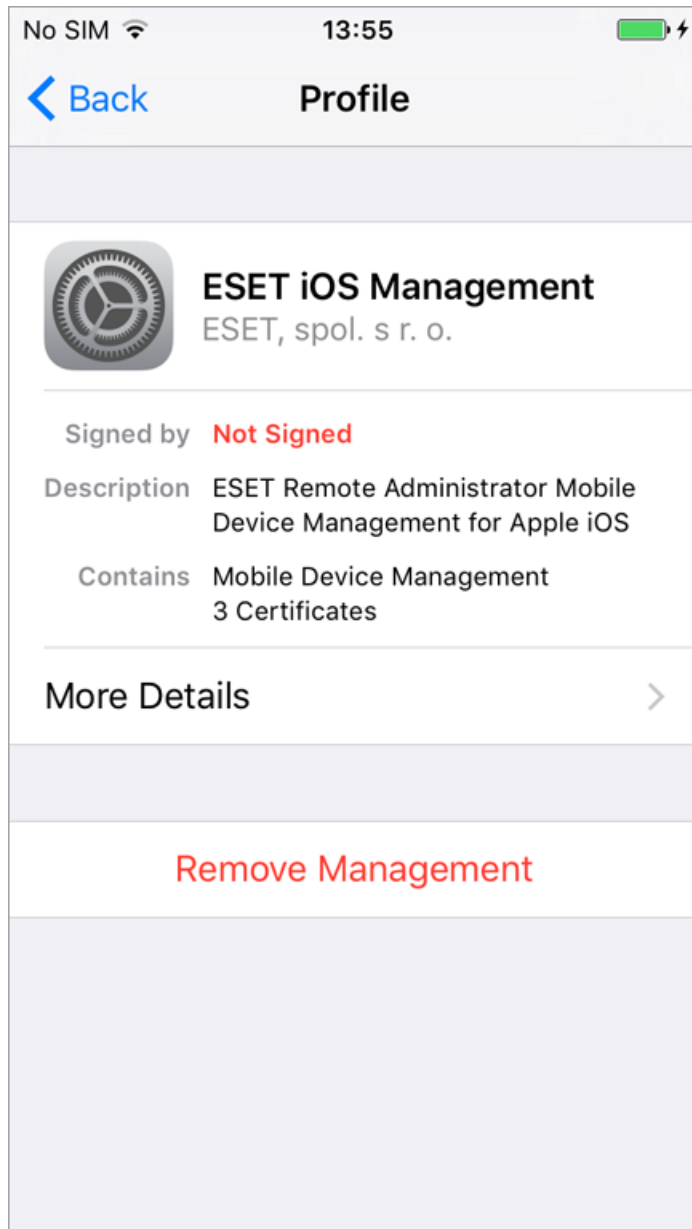 No SIM 13:55
Back Profile
ESET iOS Management
ESET, spol. s r. o.
Signed by Not Signed
Description ESET Remote Administrator Mobile
Device Management for Apple iOS
Contains Mobile Device Management
3 Certificates
More Details
Remove Management